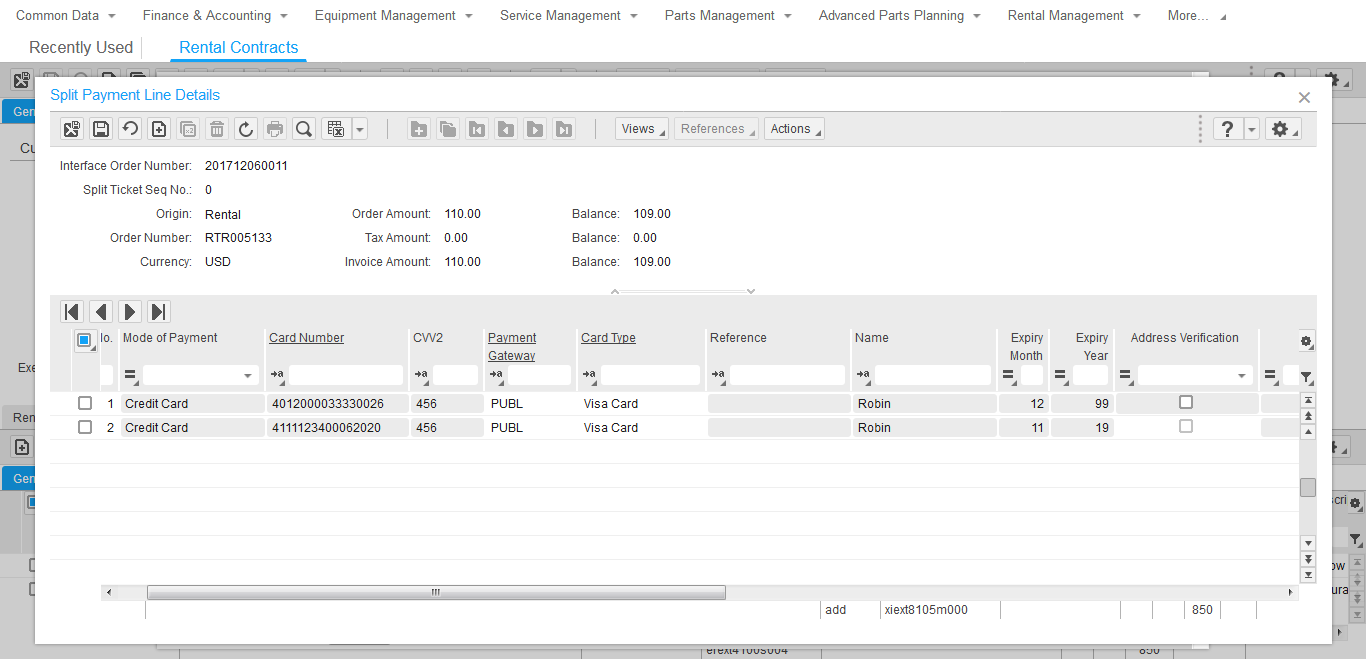 Common Data Finance & Accounting Equipment Management Service Management Parts Management Advanced Parts Planning Rental Management More...
Recently Used Rental Contracts
Split Payment Line Details
Views References Actions ?
Interface Order Number: 201712060011
Split Ticket Seq No.: 0
Origin: Rental Order Amount: 110.00 Balance: 109.00
Order Number: RTR005133 Tax Amount: 0.00 Balance: 0.00
Currency: USD Invoice Amount: 110.00 Balance: 109.00
Mode of Payment Card Number CVV2 Payment Gateway Card Type Reference Name Expiry Month Expiry Year Address Verification
1 Credit Card 4012000033330026 456 PUBL Visa Card Robin 12 99
2 Credit Card 4111123400062020 456 PUBL Visa Card Robin 11 19
add xiext8105m000 850